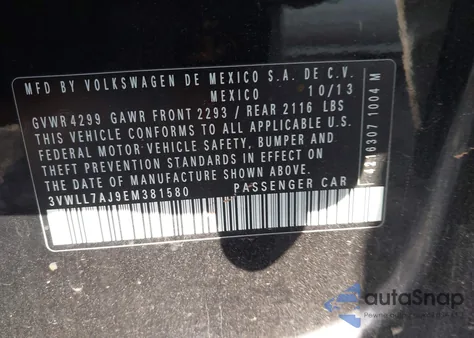 MFD BY VOLKSWAGEN DE MEXICO S.A. DE C.V.
MEXICO 10/13
GVWR 4299 GAWR FRONT 2293 / REAR 2116 LBS
THIS VEHICLE CONFORMS TO ALL APPLICABLE U.S.
FEDERAL MOTOR VEHICLE SAFETY, BUMPER AND
THEFT PREVENTION STANDARDS IN EFFECT ON
THE DATE OF MANUFACTURE SHOWN ABOVE.
3VWLL7AJ9EM381580 PASSENGER CAR
4216307 1004 M
autoSnap